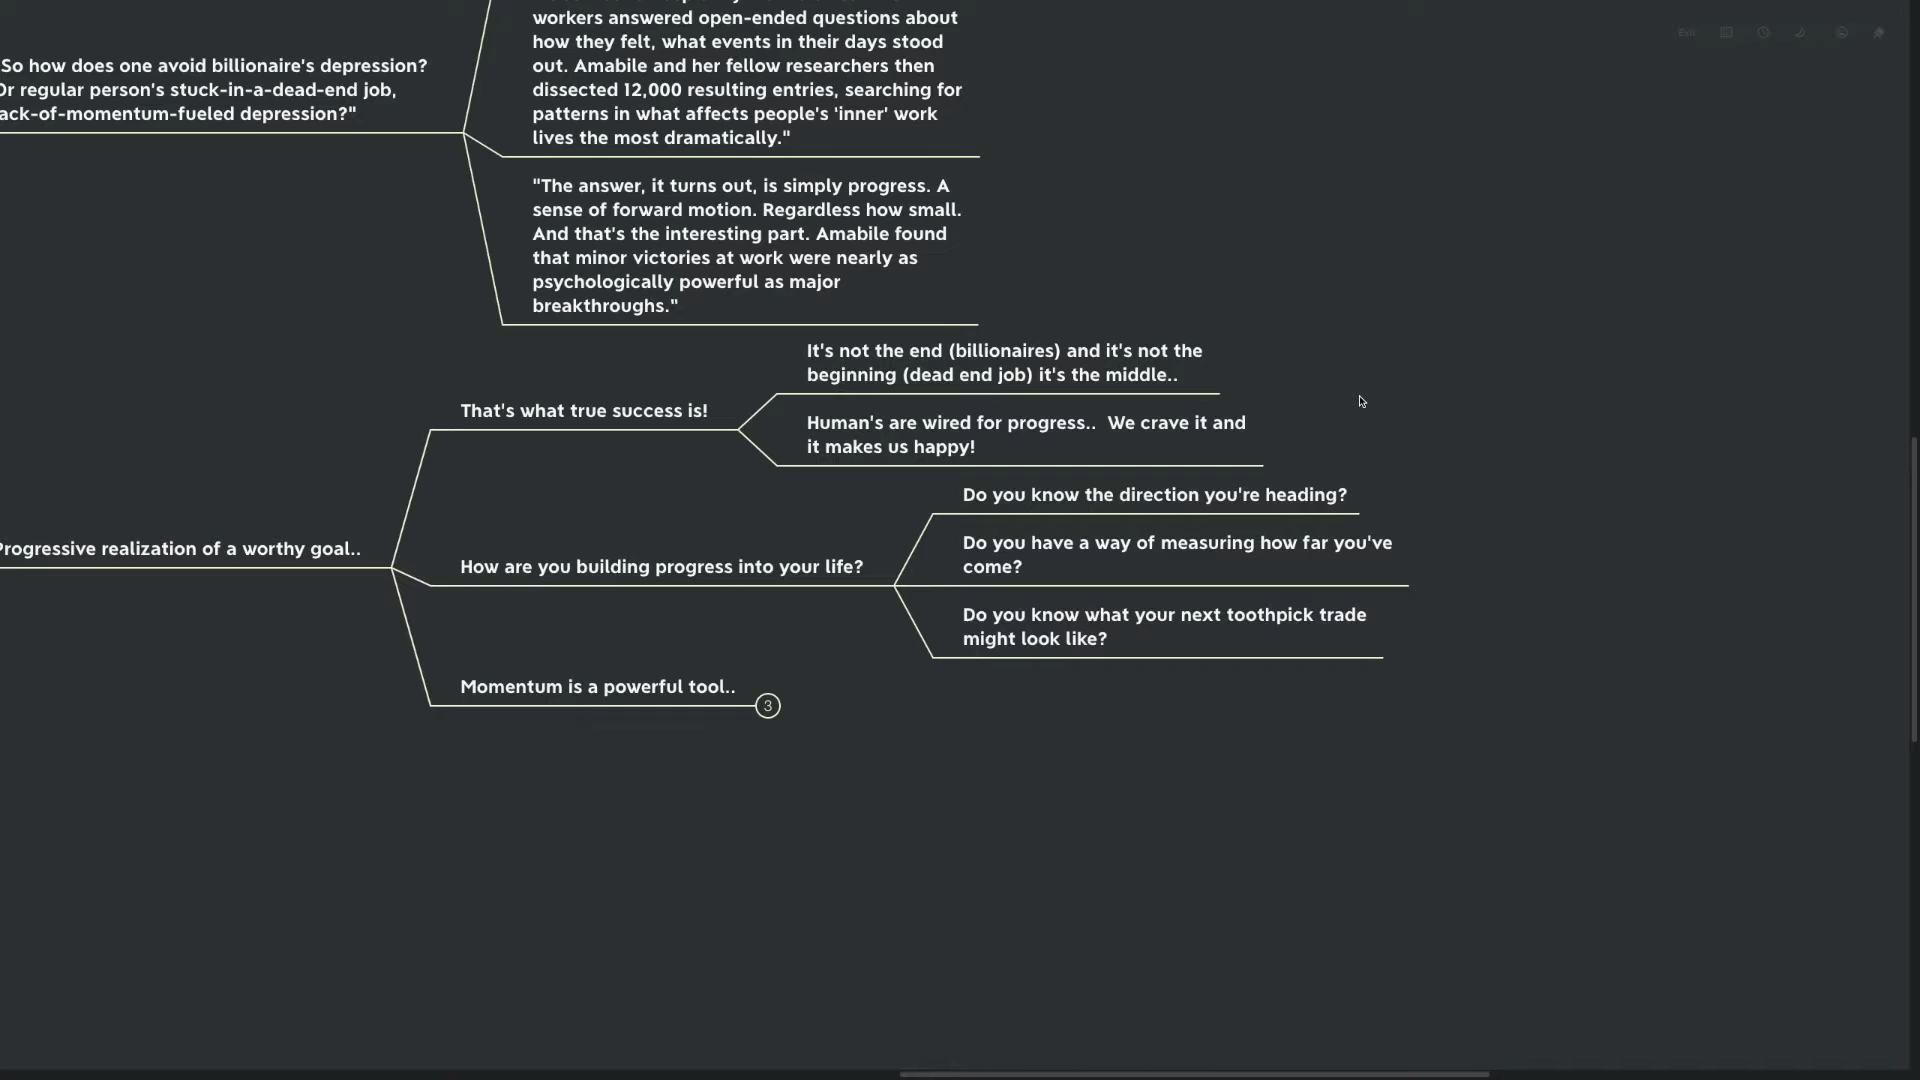 workers answered open-ended questions about
how they felt, what events in their days stood
out. Amabile and her fellow researchers then
dissected 12,000 resulting entries, searching for
patterns in what affects people's 'inner' work
lives the most dramatically."
So how does one avoid billionaire's depression?
Or regular person's stuck-in-a-dead-end job,
ack-of-momentum-fueled depression?"
"The answer, it turns out, is simply progress. A
sense of forward motion. Regardless how small.
And that's the interesting part. Amabile found
that minor victories at work were nearly as
psychologically powerful as major
breakthroughs."
It's not the end (billionaires) and it's not the
beginning (dead end job) it's the middle..
That's what true success is!
Human's are wired for progress..  We crave it and
it makes us happy!
Do you know the direction you're heading?
Progressive realization of a worthy goal..
How are you building progress into your life?
Do you have a way of measuring how far you've
come?
Do you know what your next toothpick trade
might look like?
Momentum is a powerful tool..
3
Exit